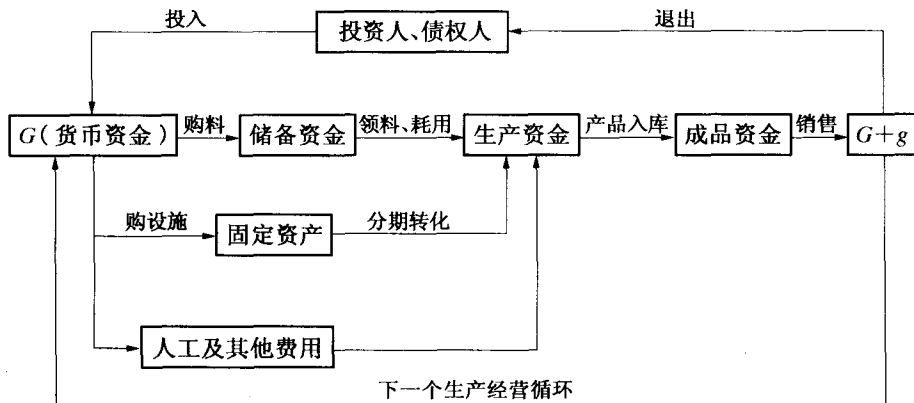 投入
投资人、债权人
退出
G(货币资金)
购料
储备资金
领料、耗用
生产资金
产品入库
成品资金
销售
G+g
购设施
固定资产
分期转化
人工及其他费用
下一个生产经营循环